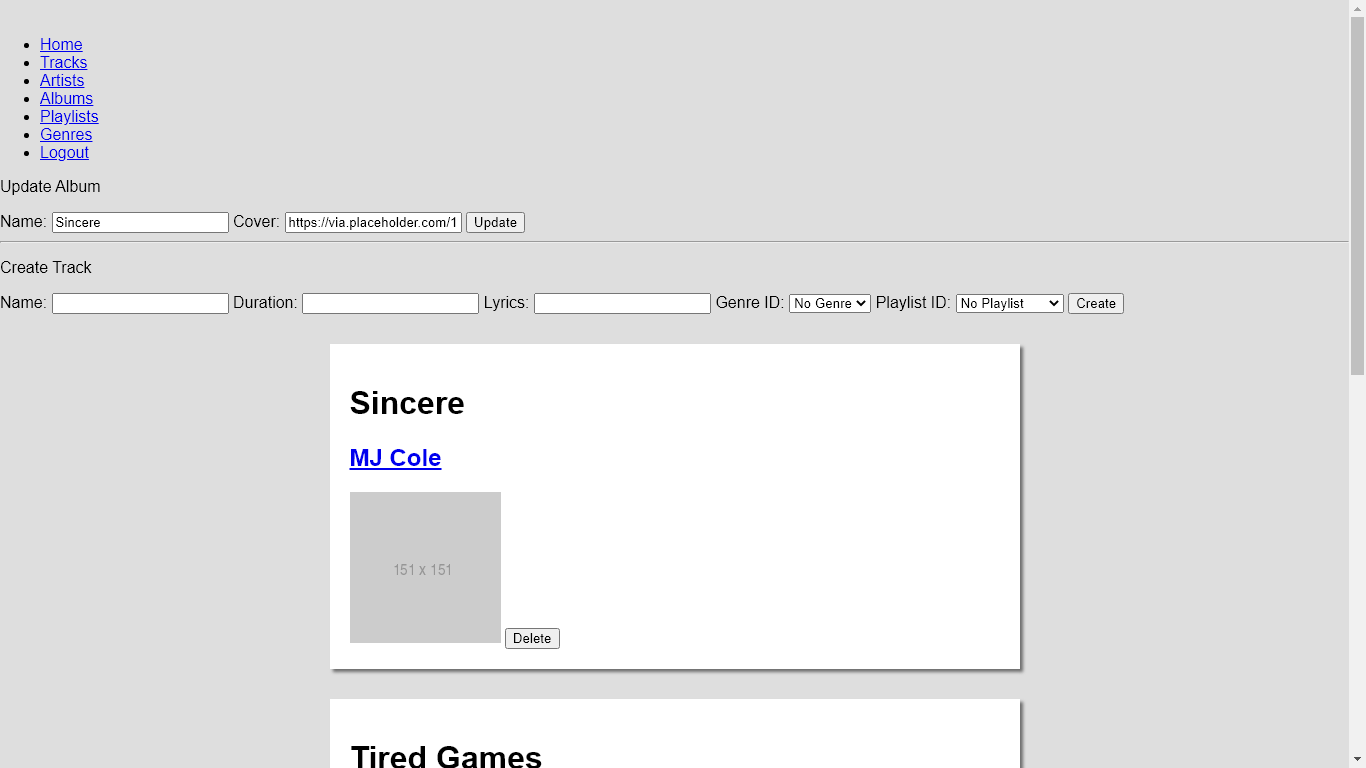 Home
Tracks
Artists
Albums
Playlists
Genres
Logout
Update Album
Name: Sincere Cover: https://via.placeholder.com/1 Update
Create Track
Name: Duration: Lyrics: Genre ID: No Genre Playlist ID: No Playlist Create
Sincere
MJ Cole
151 x 151
Delete
Tired Games